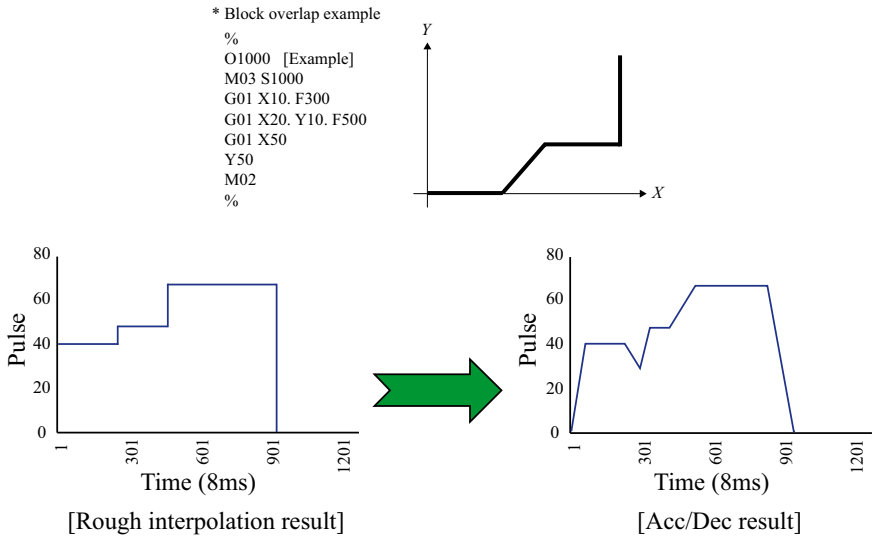 * Block overlap example
%
O1000 [Example]
M03 S1000
G01 X10. F300
G01 X20. Y10. F500
G01 X50
Y50
M02
%
Y
X
80
60
40
20
0
Pulse
1
301
601
901
1201
Time (8ms)
[Rough interpolation result]
80
60
40
20
0
Pulse
1
301
601
901
1201
Time (8ms)
[Acc/Dec result]